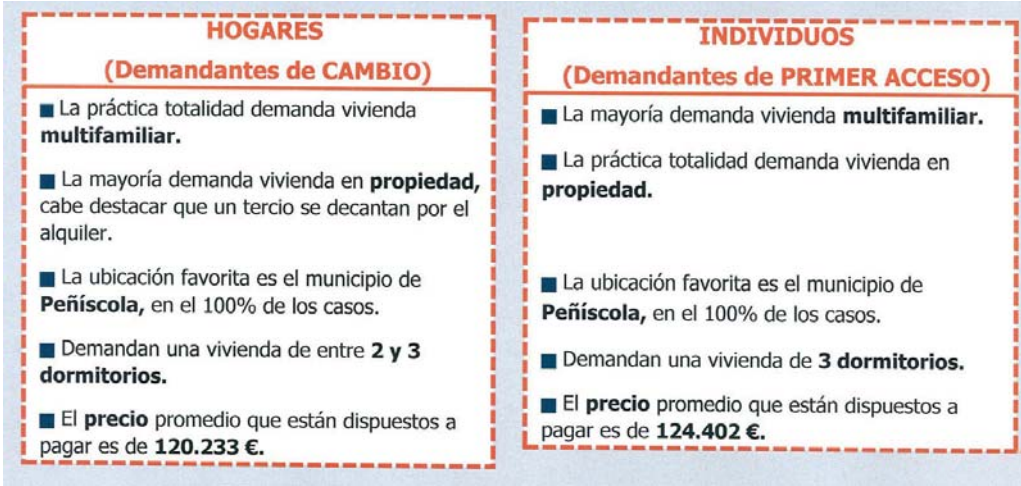 HOGARES
(Demandantes de CAMBIO)
■ La práctica totalidad demanda vivienda
multifamiliar.
■ La mayoría demanda vivienda en propiedad,
cabe destacar que un tercio se decantan por el
alquiler.
■ La ubicación favorita es el municipio de
Peñíscola, en el 100% de los casos.
■ Demandan una vivienda de entre 2 y 3
dormitorios.
■ El precio promedio que están dispuestos a
pagar es de 120.233 €.
INDIVIDUOS
(Demandantes de PRIMER ACCESO)
■ La mayoría demanda vivienda multifamiliar.
■ La práctica totalidad demanda vivienda en
propiedad.
■ La ubicación favorita es el municipio de
Peñíscola, en el 100% de los casos.
■ Demandan una vivienda de 3 dormitorios.
■ El precio promedio que están dispuestos a
pagar es de 124.402 €.